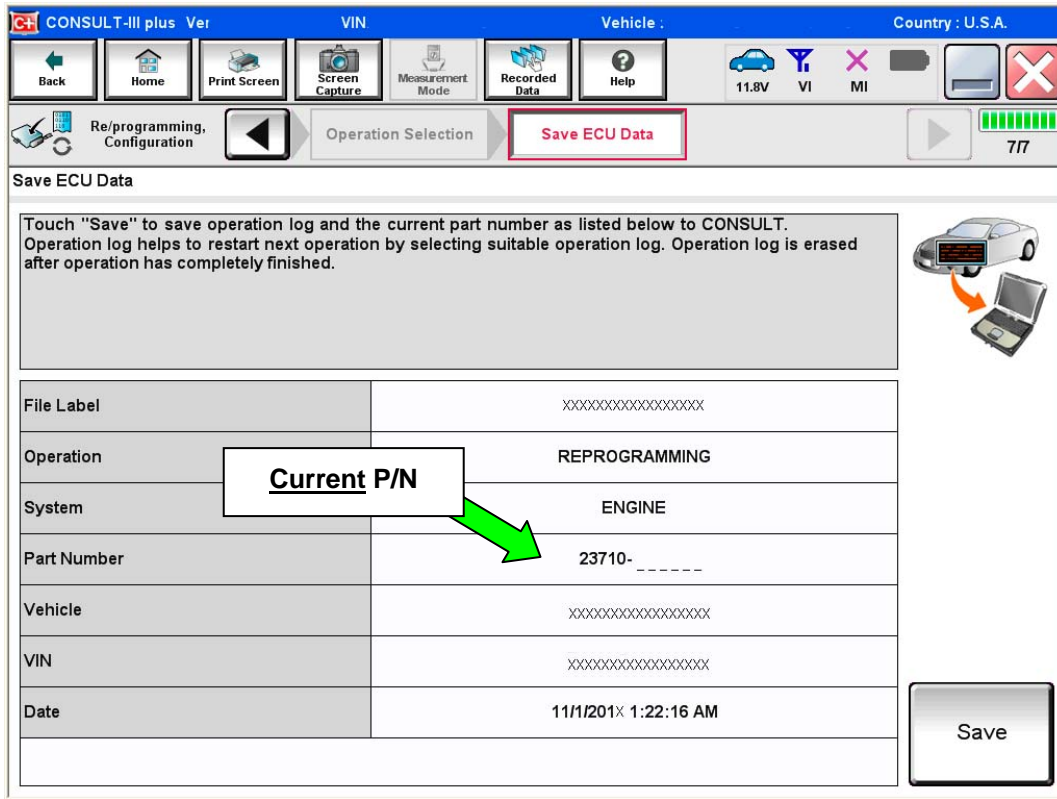 C+ CONSULT-III plus Ver VIN. Vehicle : Country : U.S.A.
Back
Home
Print Screen
Screen
Capture
Measurement
Mode
Recorded
Data
Help
11.8V
VI
MI
Re/programming,
Configuration
Operation Selection
Save ECU Data
7/7
Save ECU Data
Touch "Save" to save operation log and the current part number as listed below to CONSULT.
Operation log helps to restart next operation by selecting suitable operation log. Operation log is erased
after operation has completely finished.
File Label XXXXXXXXXXXXXXXXX
Operation REPROGRAMMING
Current P/N
System ENGINE
Part Number 23710- _ _ _ _ _ _
Vehicle XXXXXXXXXXXXXXXXX
VIN XXXXXXXXXXXXXXXXX
Date 11/1/201X 1:22:16 AM
Save